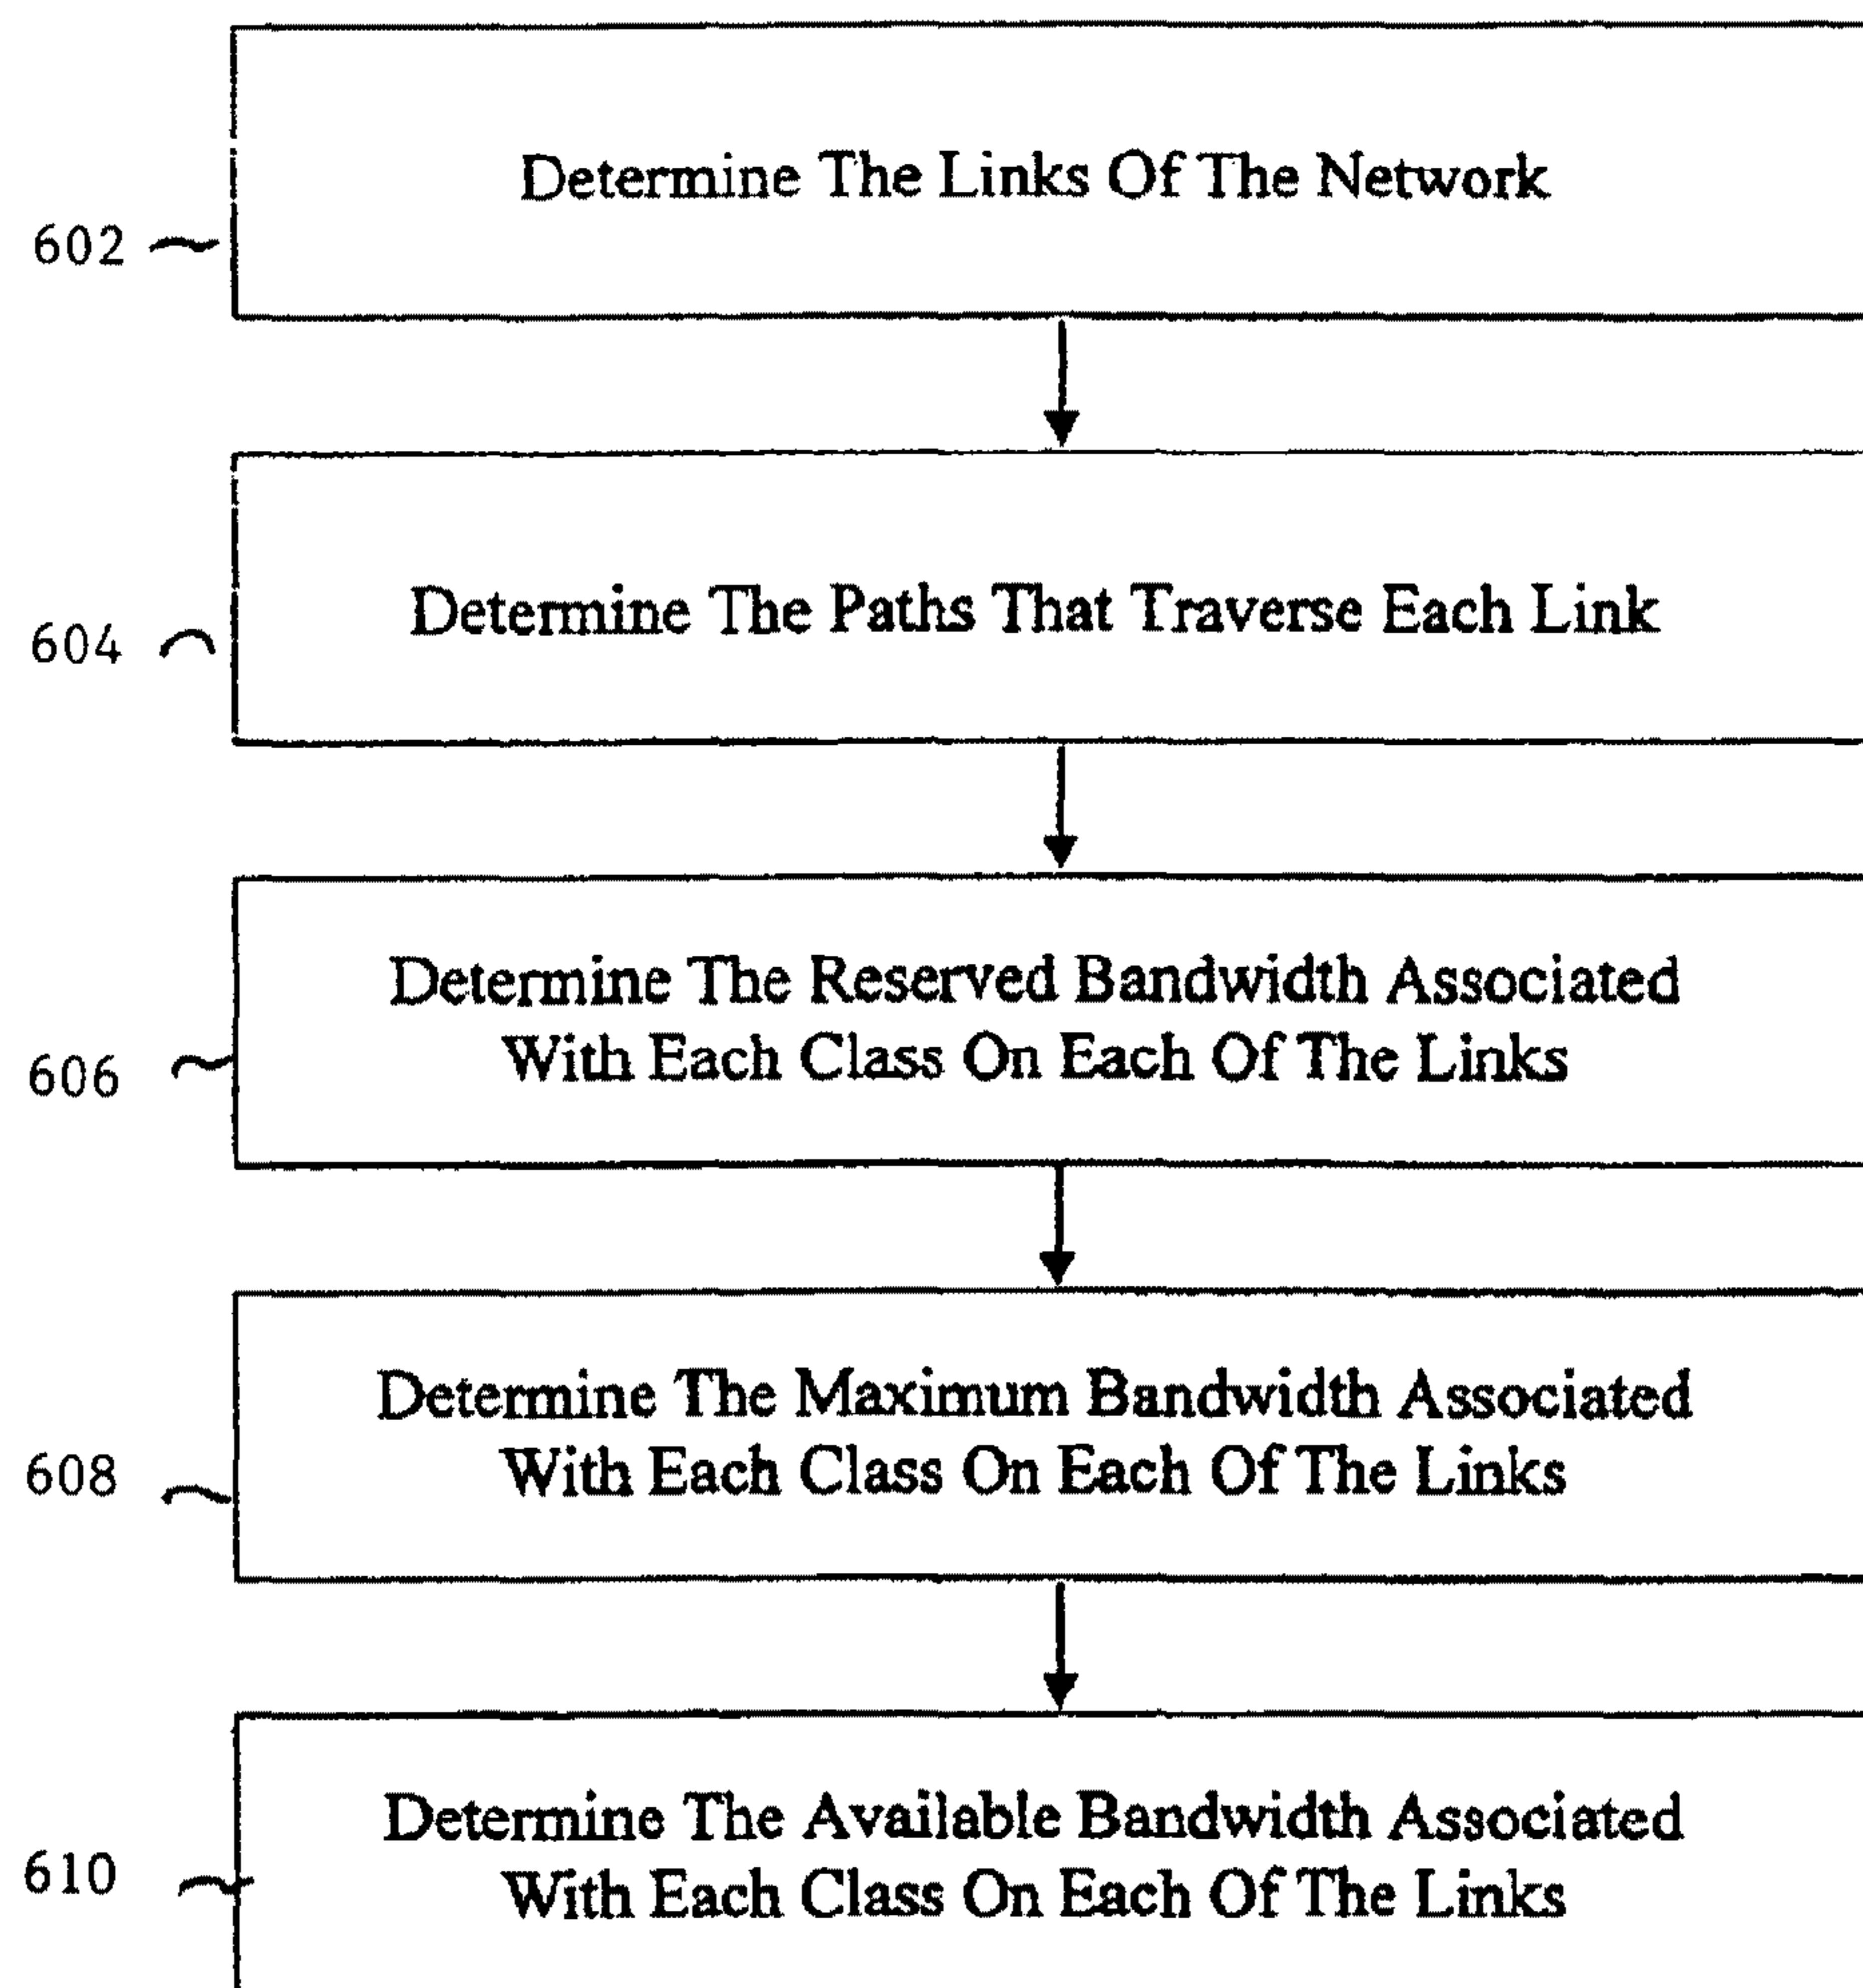 Determine The Links Of The Network
602
Determine The Paths That Traverse Each Link
604
Determine The Reserved Bandwidth Associated
With Each Class On Each Of The Links
606
Determine The Maximum Bandwidth Associated
With Each Class On Each Of The Links
608
Determine The Available Bandwidth Associated
With Each Class On Each Of The Links
610